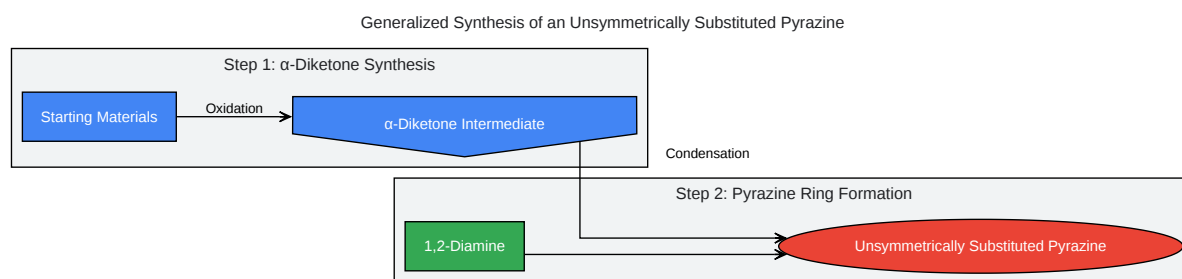 Generalized Synthesis of an Unsymmetrically Substituted Pyrazine
Step 1: α-Diketone Synthesis
Starting Materials
Oxidation
α-Diketone Intermediate
Condensation
Step 2: Pyrazine Ring Formation
1,2-Diamine
Unsymmetrically Substituted Pyrazine